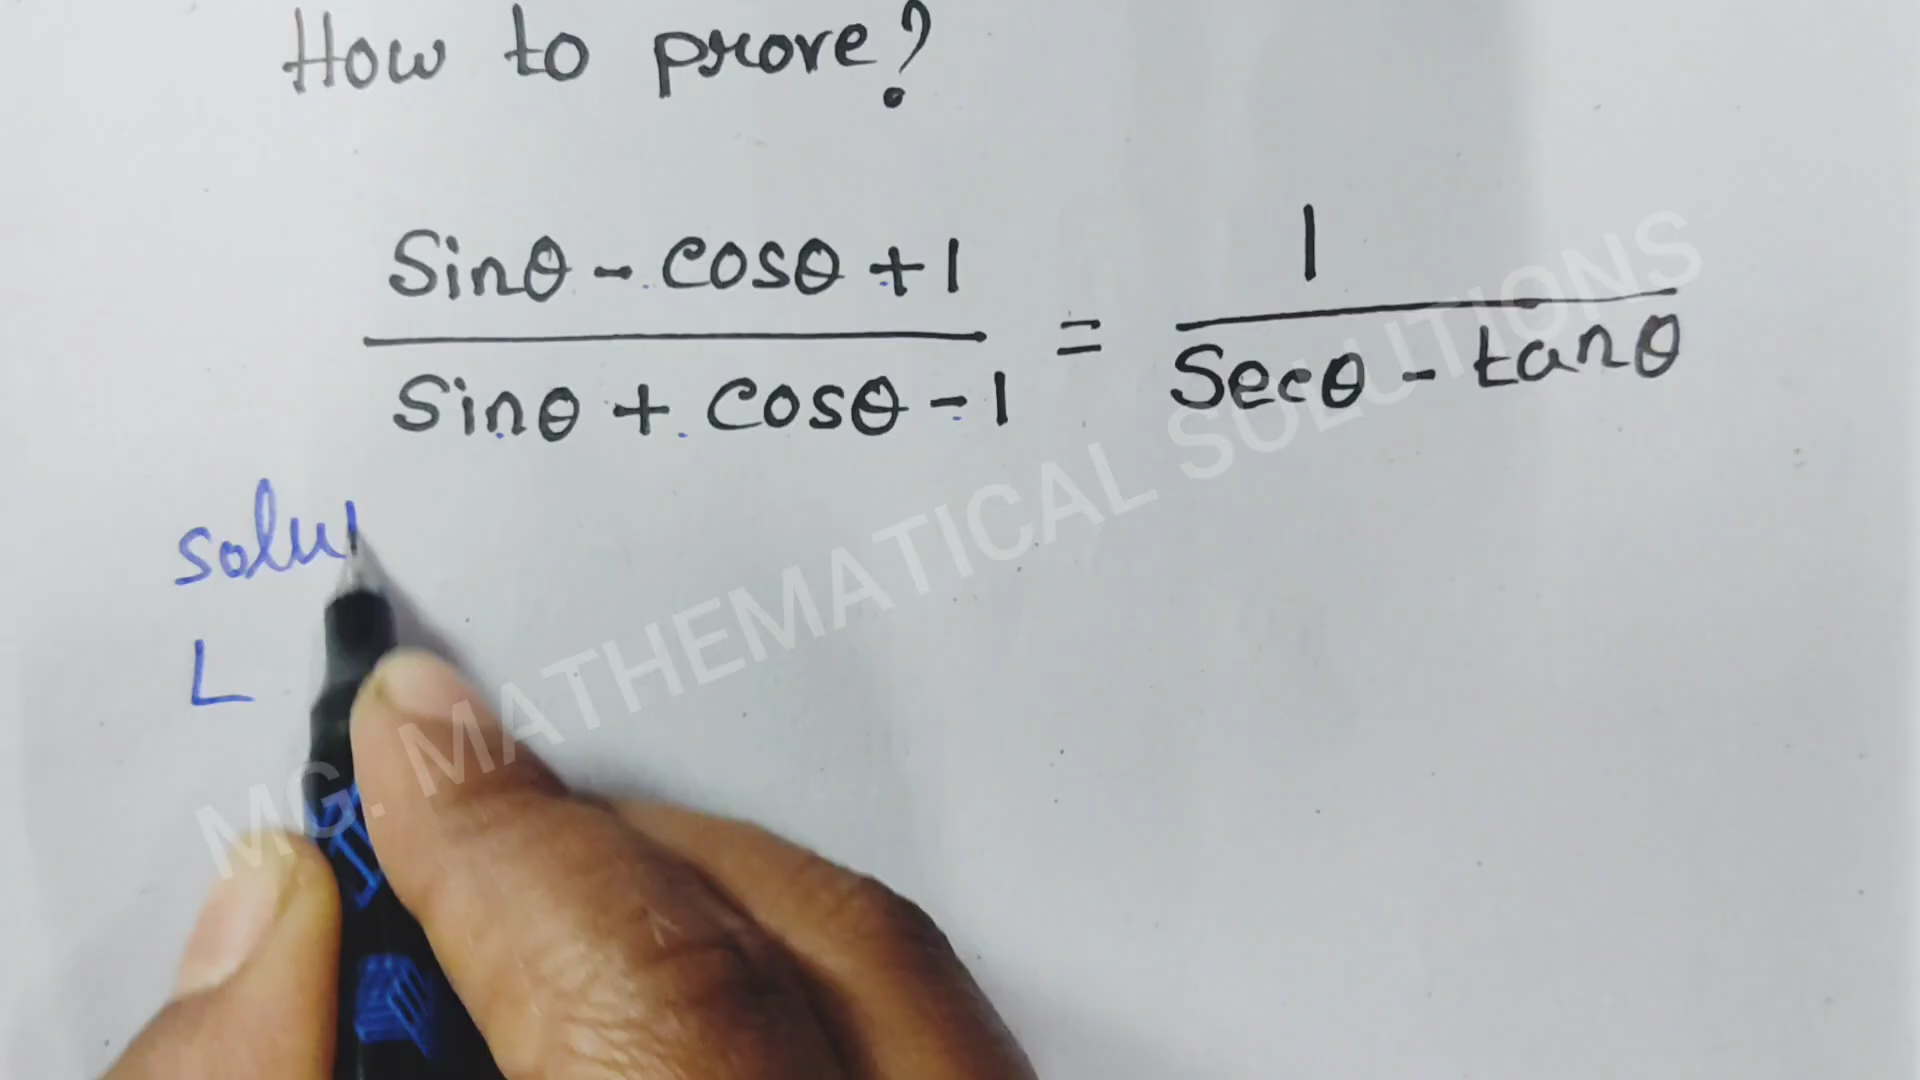 How to prove?
Sinθ - cosθ + 1
Sinθ + cosθ - 1
=
1
Secθ - tanθ
solu
L
MG. MATHEMATICAL SOLUTIONS